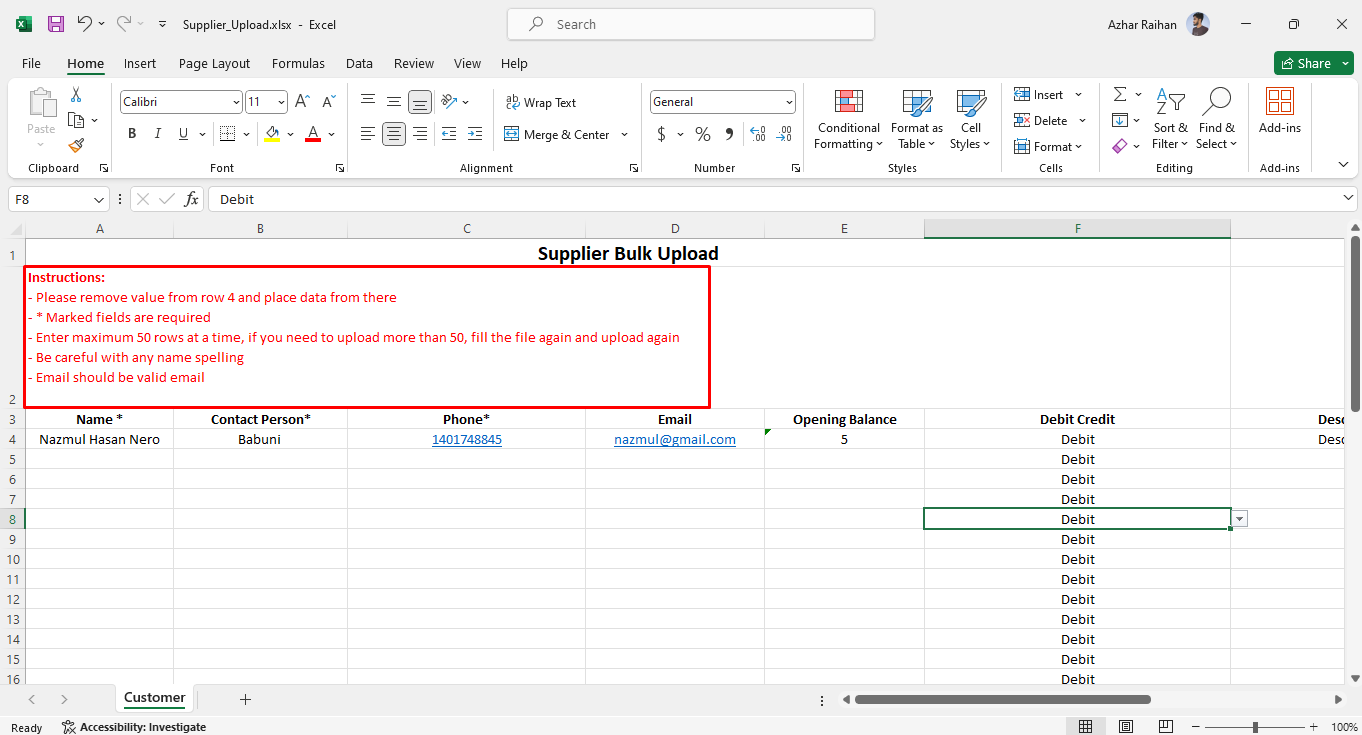 Supplier_Upload.xlsx - Excel
Search
Azhar Raihan
File Home Insert Page Layout Formulas Data Review View Help
Share
Paste
Clipboard
Calibri 11
B I U
Font
Wrap Text
Merge & Center
Alignment
General
$ % 9
Number
Conditional Formatting
Format as Table
Cell Styles
Styles
Insert
Delete
Format
Cells
Sort & Filter
Find & Select
Editing
Add-ins
Add-ins
F8 fx Debit
A B C D E F
1 Supplier Bulk Upload
Instructions:
- Please remove value from row 4 and place data from there
- * Marked fields are required
- Enter maximum 50 rows at a time, if you need to upload more than 50, fill the file again and upload again
- Be careful with any name spelling
- Email should be valid email
2
3 Name * Contact Person* Phone* Email Opening Balance Debit Credit Desc
4 Nazmul Hasan Nero Babuni 1401748845 nazmul@gmail.com 5 Debit Desc
5 Debit
6 Debit
7 Debit
8 Debit
9 Debit
10 Debit
11 Debit
12 Debit
13 Debit
14 Debit
15 Debit
16 Debit
Customer
Ready Accessibility: Investigate 100%